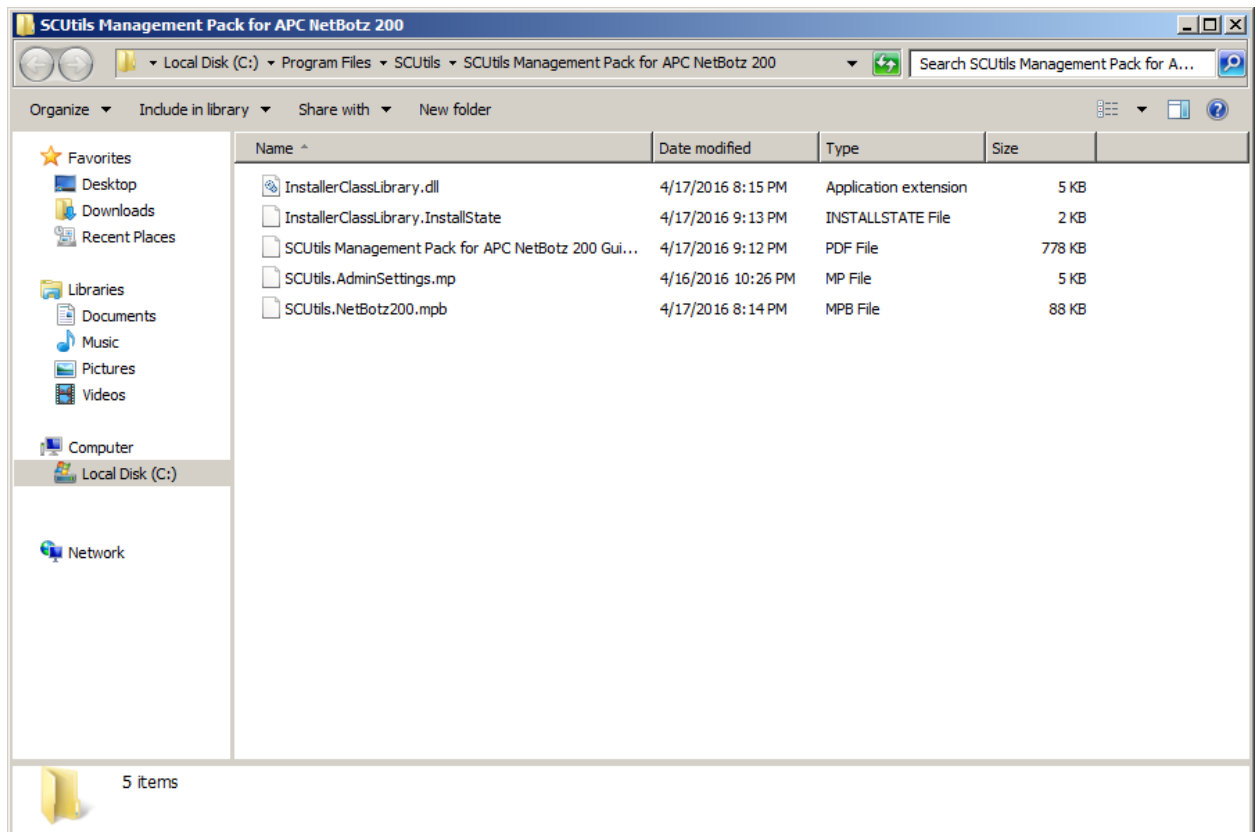 SCUtils Management Pack for APC NetBotz 200
Local Disk (C:) Program Files SCUtils SCUtils Management Pack for APC NetBotz 200 Search SCUtils Management Pack for A...
Organize Include in library Share with New folder
Favorites
Desktop
Downloads
Recent Places
Libraries
Documents
Music
Pictures
Videos
Computer
Local Disk (C:)
Network
Name Date modified Type Size
InstallerClassLibrary.dll 4/17/2016 8:15 PM Application extension 5 KB
InstallerClassLibrary.InstallState 4/17/2016 9:13 PM INSTALLSTATE File 2 KB
SCUtils Management Pack for APC NetBotz 200 Gui... 4/17/2016 9:12 PM PDF File 778 KB
SCUtils.AdminSettings.mp 4/16/2016 10:26 PM MP File 5 KB
SCUtils.NetBotz200.mpb 4/17/2016 8:14 PM MPB File 88 KB
5 items